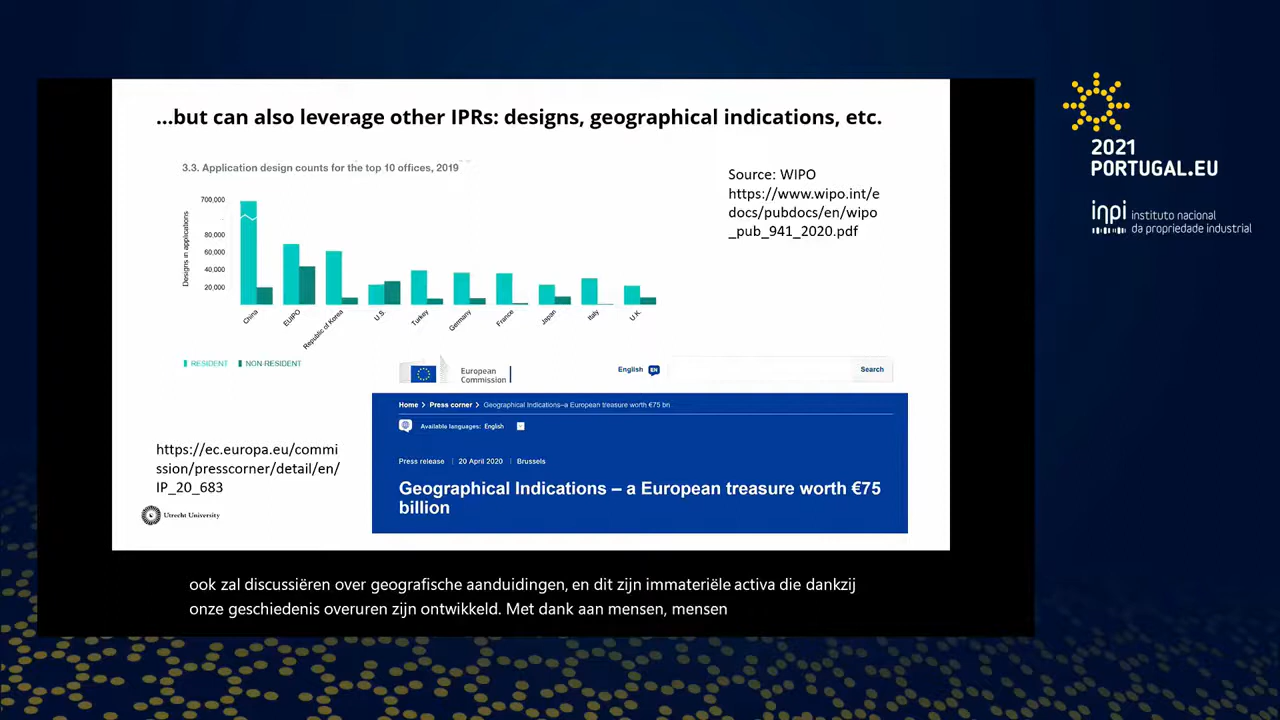 ...but can also leverage other IPRs: designs, geographical indications, etc.
3.3. Application design counts for the top 10 offices, 2019
Designs in applications
700,000
80,000
60,000
40,000
20,000
China
EUIPO
Republic of Korea
U.S.
Turkey
Germany
France
Japan
Italy
U.K.
RESIDENT
NON-RESIDENT
Source: WIPO
https://www.wipo.int/e
docs/pubdocs/en/wipo
_pub_941_2020.pdf
European
Commission
English EN
Search
Home > Press corner > Geographical Indications–a European treasure worth €75 bn
Available languages: English
Press release | 20 April 2020 | Brussels
Geographical Indications – a European treasure worth €75
billion
https://ec.europa.eu/commi
ssion/presscorner/detail/en/
IP_20_683
Utrecht University
ook zal discussiëren over geografische aanduidingen, en dit zijn immateriële activa die dankzij
onze geschiedenis overuren zijn ontwikkeld. Met dank aan mensen, mensen
2021
PORTUGAL.EU
inpi instituto nacional
da propriedade industrial